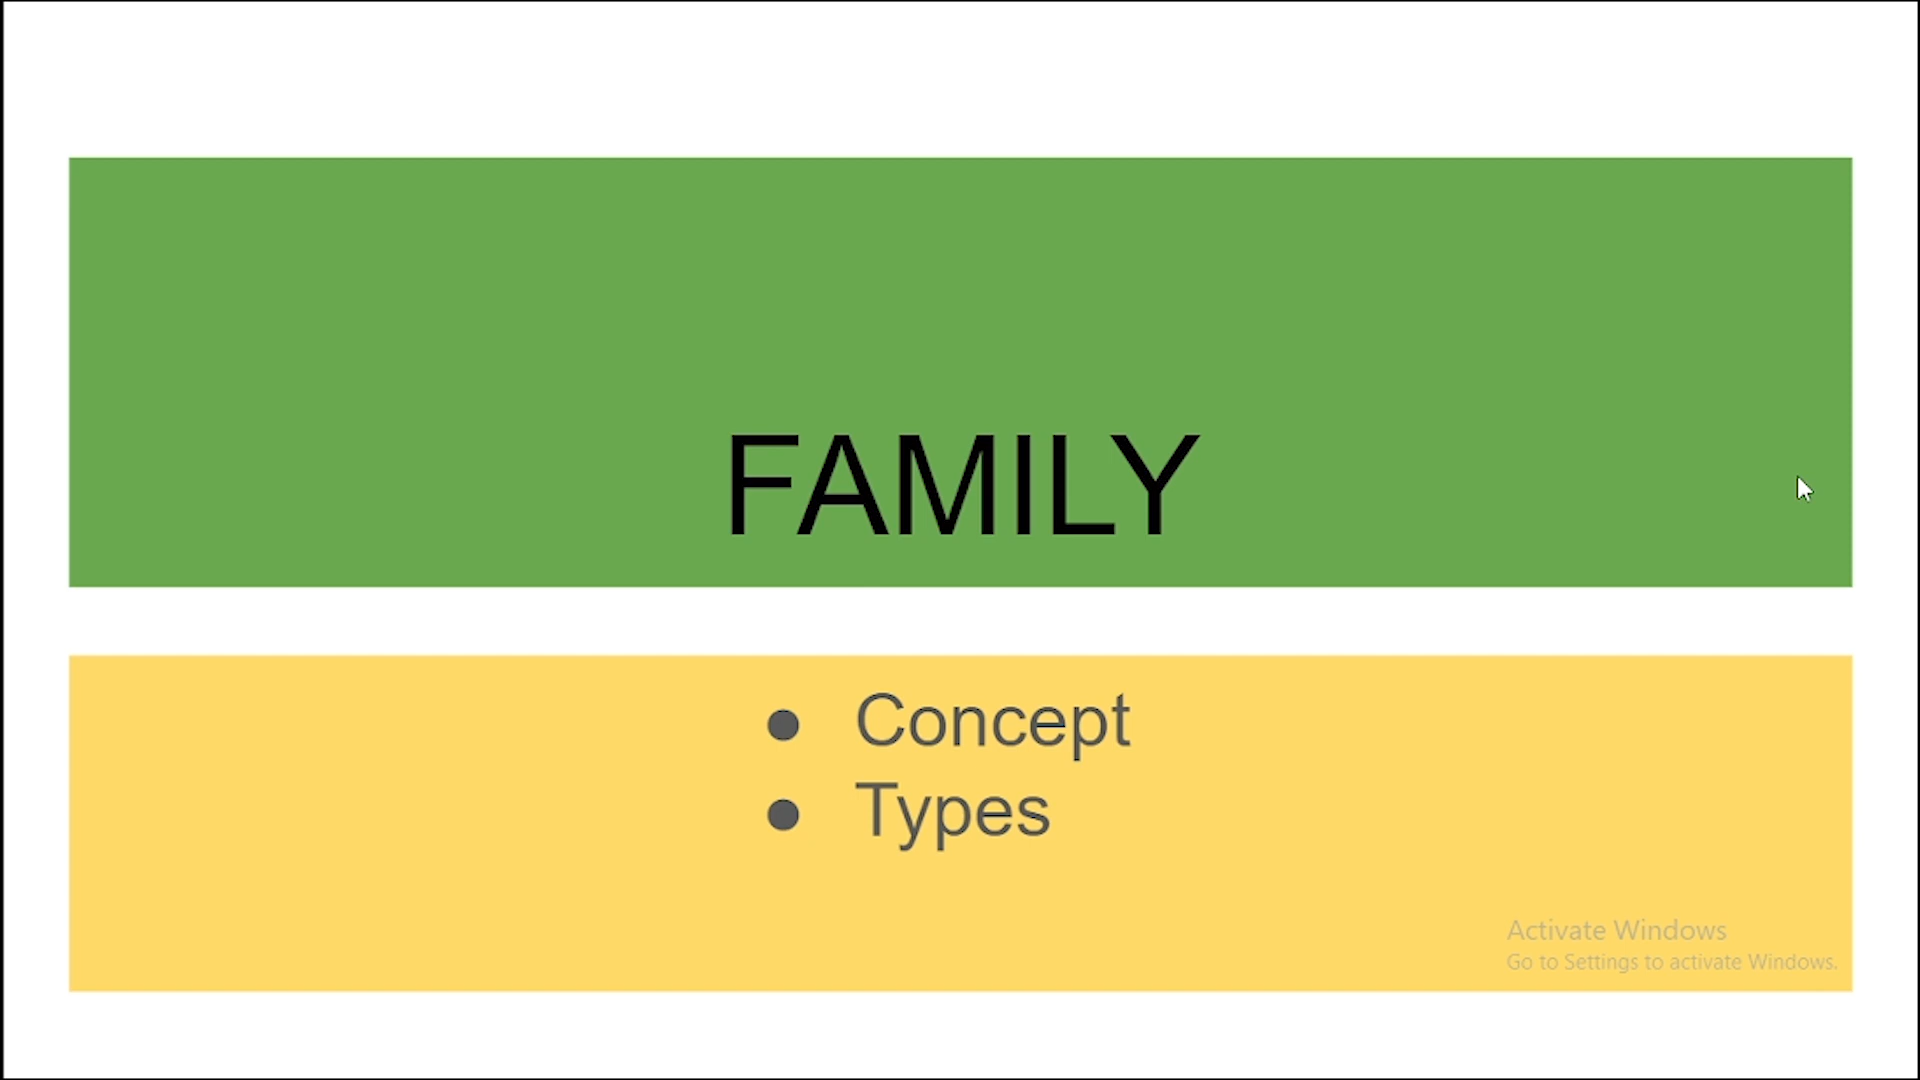 FAMILY
● Concept
● Types
Activate Windows
Go to Settings to activate Windows.